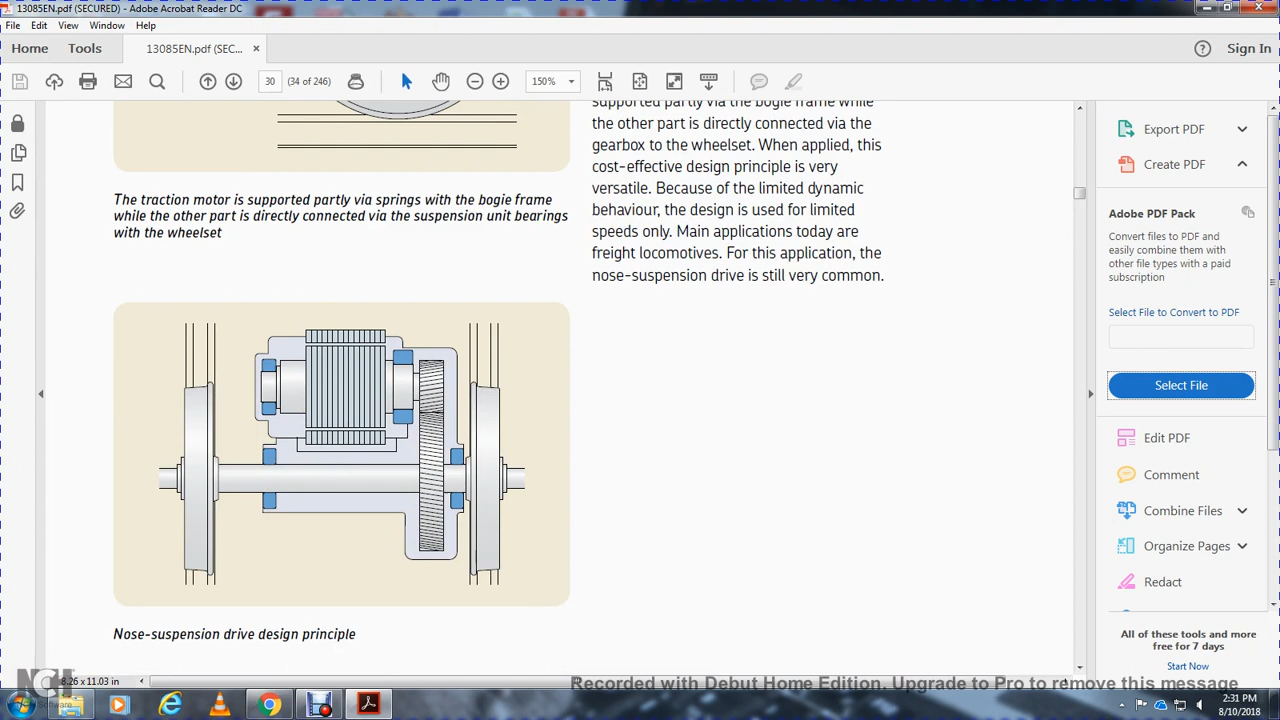 13085EN.pdf (SECURED) - Adobe Acrobat Reader DC
File Edit View Window Help
Home Tools 13085EN.pdf (SEC... × ? Sign In
30 (34 of 246) 150%
supported partly via the bogie frame while
the other part is directly connected via the
gearbox to the wheelset. When applied, this
cost-effective design principle is very
versatile. Because of the limited dynamic
behaviour, the design is used for limited
speeds only. Main applications today are
freight locomotives. For this application, the
nose-suspension drive is still very common.
The traction motor is supported partly via springs with the bogie frame
while the other part is directly connected via the suspension unit bearings
with the wheelset
Nose-suspension drive design principle
Export PDF
Create PDF
Adobe PDF Pack
Convert files to PDF and
easily combine them with
other file types with a paid
subscription
Select File to Convert to PDF
Select File
Edit PDF
Comment
Combine Files
Organize Pages
Redact
All of these tools and more
free for 7 days
Start Now
8.26 x 11.03 in
NCH
Software
Recorded with Debut Home Edition. Upgrade to Pro to remove this message
2:31 PM
8/10/2018